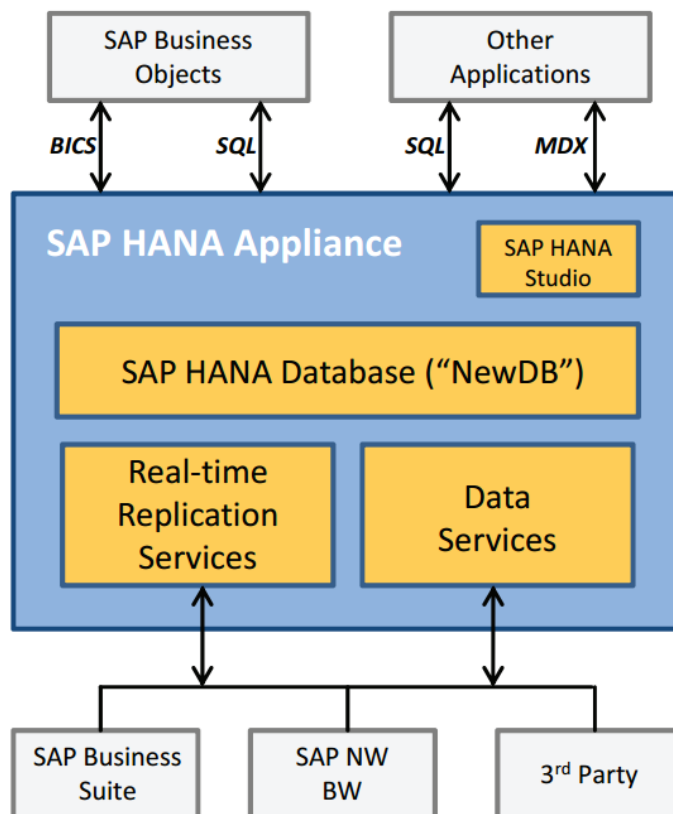 SAP Business
Objects
Other
Applications
BICS
SQL
SQL
MDX
SAP HANA Appliance
SAP HANA
Studio
SAP HANA Database (“NewDB”)
Real-time
Replication
Services
Data
Services
SAP Business
Suite
SAP NW
BW
3rd Party